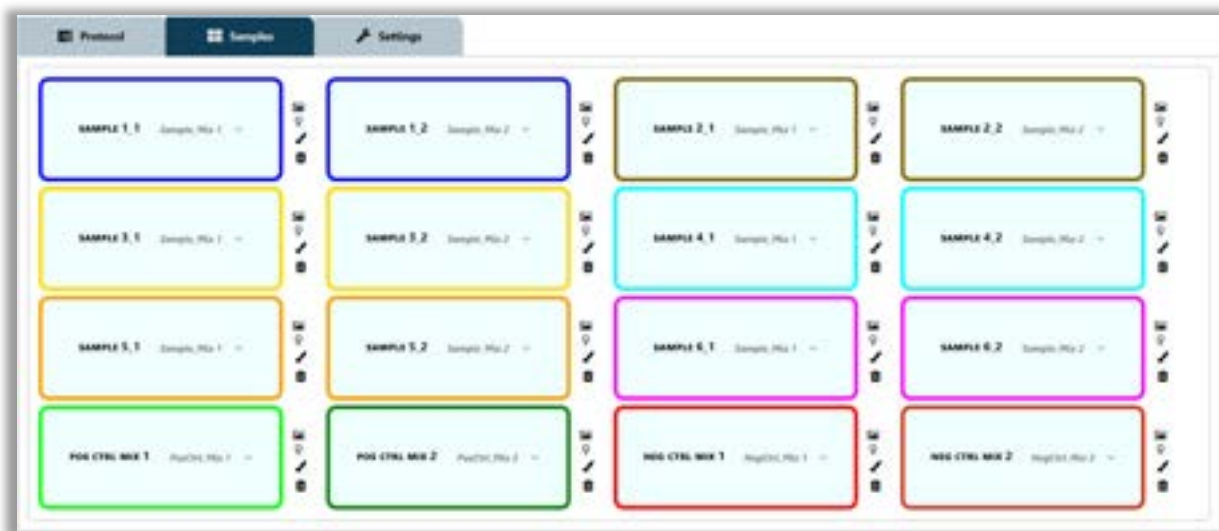 Protocol Samples Settings
SAMPLE 1_1 Sample_Mix 1 SAMPLE 1_2 Sample_Mix 2 SAMPLE 2_1 Sample_Mix 1 SAMPLE 2_2 Sample_Mix 2
SAMPLE 3_1 Sample_Mix 1 SAMPLE 3_2 Sample_Mix 2 SAMPLE 4_1 Sample_Mix 1 SAMPLE 4_2 Sample_Mix 2
SAMPLE 5_1 Sample_Mix 1 SAMPLE 5_2 Sample_Mix 2 SAMPLE 6_1 Sample_Mix 1 SAMPLE 6_2 Sample_Mix 2
POS CTRL MIX 1 PosCtrl_Mix 1 POS CTRL MIX 2 PosCtrl_Mix 2 NEG CTRL MIX 1 NegCtrl_Mix 1 NEG CTRL MIX 2 NegCtrl_Mix 2